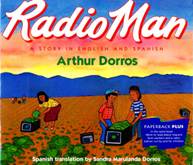 Radio Man
A STORY IN ENGLISH AND SPANISH
Arthur Dorros
PAPERBACK PLUS
Spanish translation by Sandra Marulanda Dorros